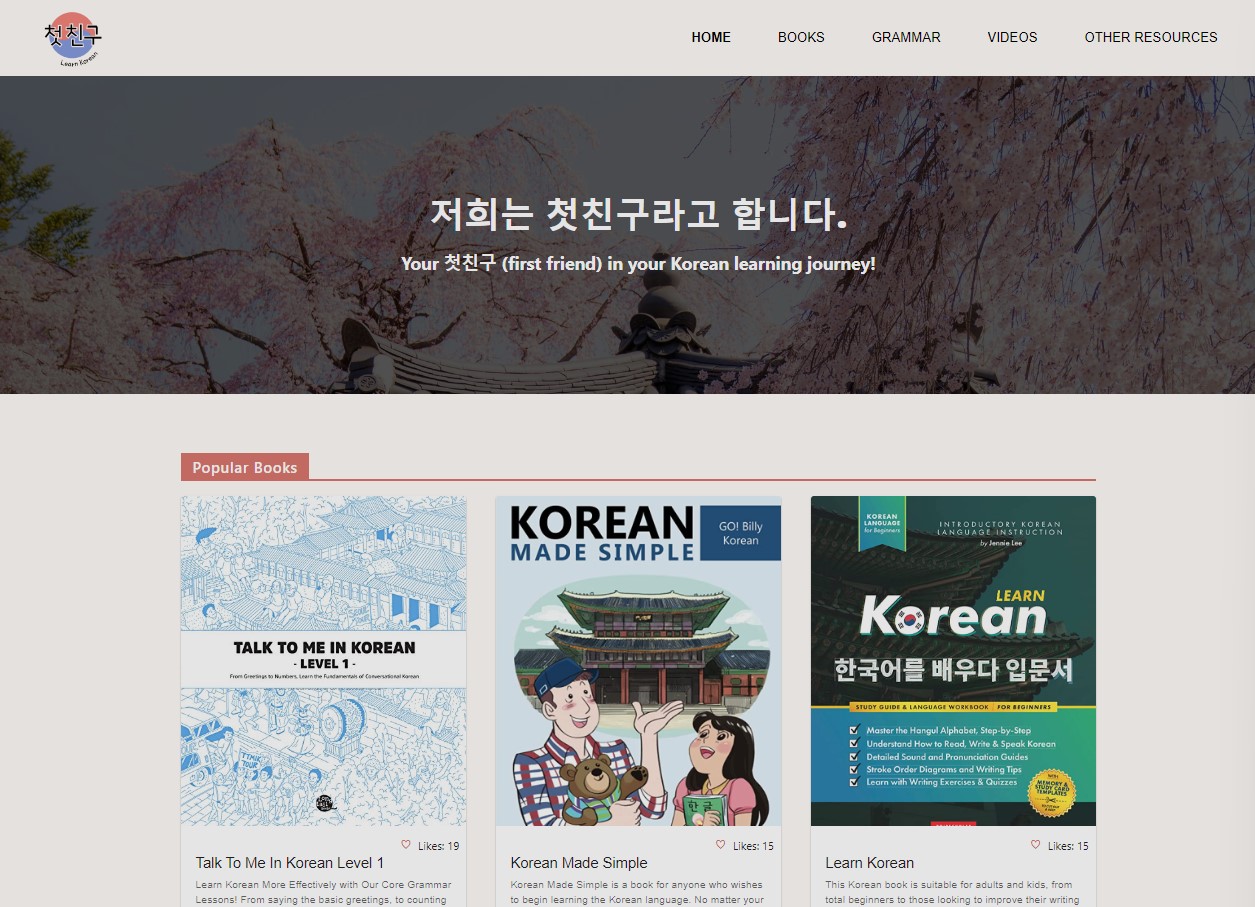 첫친구
Learn Korean
HOME
BOOKS
GRAMMAR
VIDEOS
OTHER RESOURCES
저희는 첫친구라고 합니다.
Your 첫친구 (first friend) in your Korean learning journey!
Popular Books
TALK TO ME IN KOREAN
- LEVEL 1 -
From Greetings to Numbers, Learn the Fundamentals of Conversational Korean
TTMIK
TOUR
Likes: 19
Talk To Me In Korean Level 1
Learn Korean More Effectively with Our Core Grammar
Lessons! From saying the basic greetings, to counting
KOREAN
MADE SIMPLE
GO! Billy
Korean
한글
Likes: 15
Korean Made Simple
Korean Made Simple is a book for anyone who wishes
to begin learning the Korean language. No matter your
KOREAN
LANGUAGE
for Beginners
INTRODUCTORY KOREAN
LANGUAGE INSTRUCTION
by Jennie Lee
LEARN
Korean
한국어를 배우다 입문서
STUDY GUIDE & LANGUAGE WORKBOOK | FOR BEGINNERS
Master the Hangul Alphabet, Step-by-Step
Understand How to Read, Write & Speak Korean
Detailed Sound and Pronunciation Guides
Stroke Order Diagrams and Writing Tips
Learn with Writing Exercises & Quizzes
MEMORY &
STUDY CARD
TEMPLATES
Likes: 15
Learn Korean
This Korean book is suitable for adults and kids, from
total beginners to those looking to improve their writing